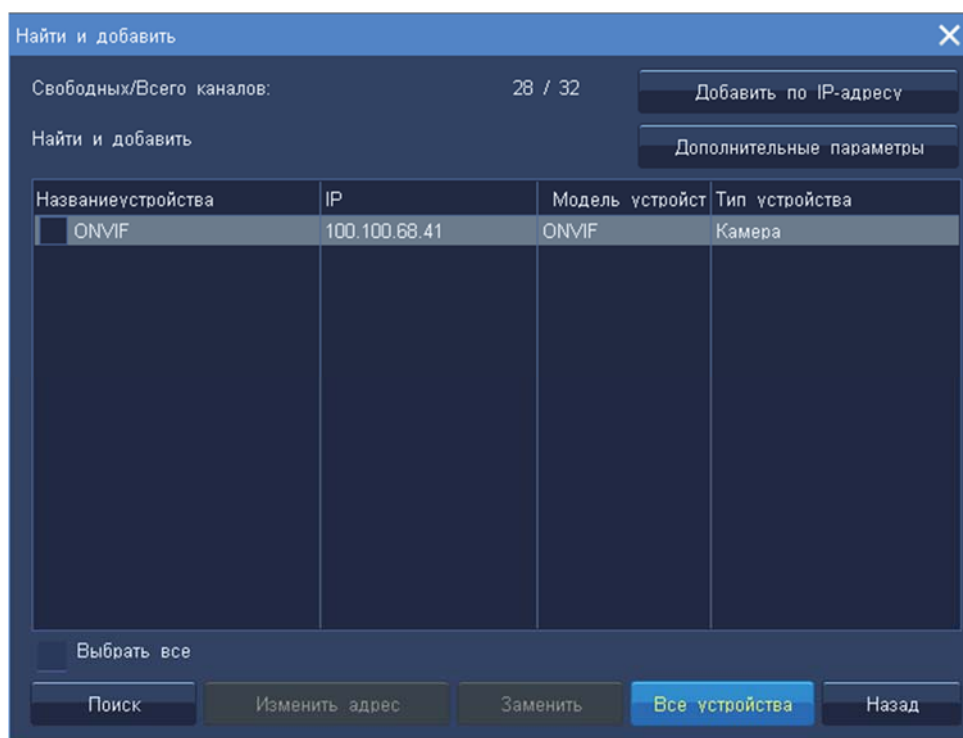 Найти и добавить
Свободных/Всего каналов: 28 / 32 Добавить по IP-адресу
Найти и добавить Дополнительные параметры
Названиеустройства IP Модель устройст Тип устройства
ONVIF 100.100.68.41 ONVIF Камера
Выбрать все
Поиск Изменить адрес Заменить Все устройства Назад